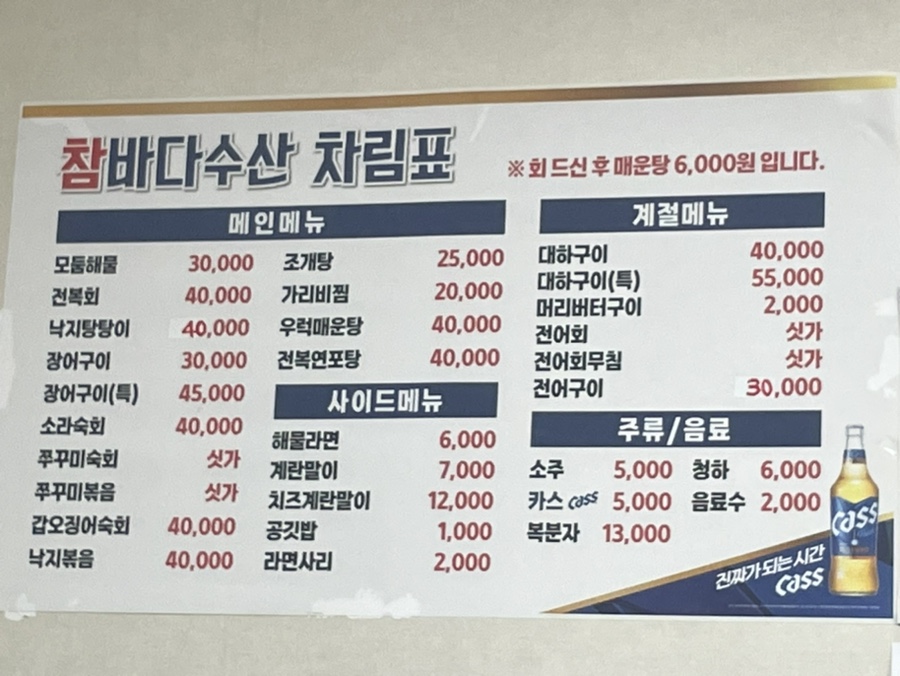 참바다수산 차림표
※ 회 드신 후 매운탕 6,000원 입니다.
메인메뉴
모둠해물 30,000
전복회 40,000
낙지탕탕이 40,000
장어구이 30,000
장어구이(특) 45,000
소라숙회 40,000
쭈꾸미숙회 싯가
쭈꾸미볶음 싯가
갑오징어숙회 40,000
낙지볶음 40,000
조개탕 25,000
가리비찜 20,000
우럭매운탕 40,000
전복연포탕 40,000
사이드메뉴
해물라면 6,000
계란말이 7,000
치즈계란말이 12,000
공깃밥 1,000
라면사리 2,000
계절메뉴
대하구이 40,000
대하구이(특) 55,000
머리버터구이 2,000
전어회 싯가
전어회무침 싯가
전어구이 30,000
주류/음료
소주 5,000
카스 Cass 5,000
복분자 13,000
청하 6,000
음료수 2,000
진짜가 되는 시간
Cass
Cass